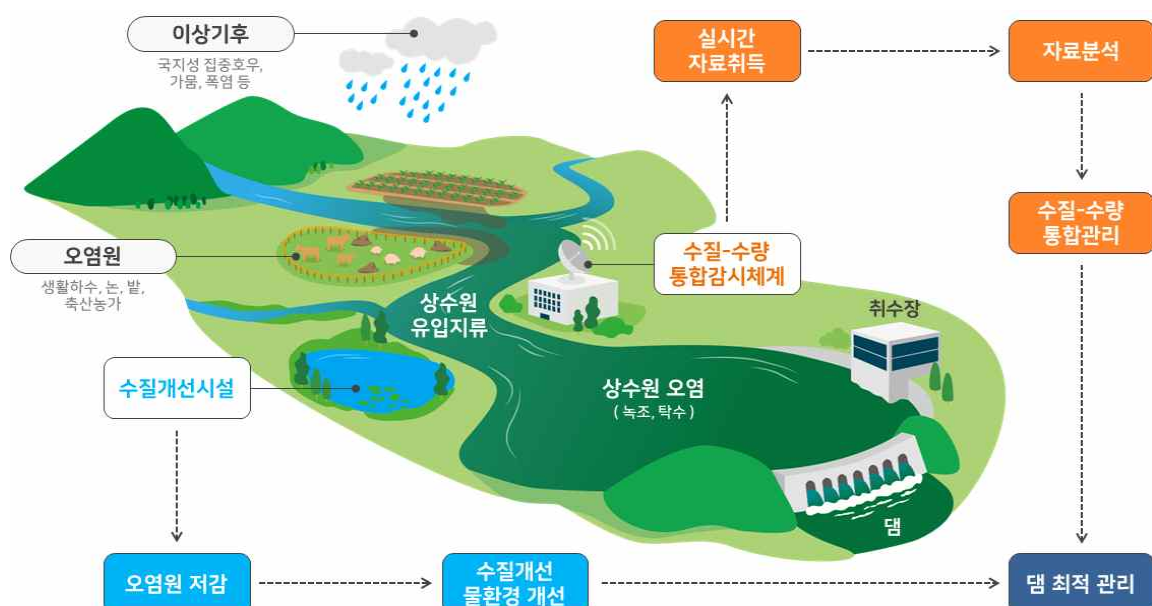 이상기후
국지성 집중호우,
가뭄, 폭염 등
실시간
자료취득
자료분석
수질-수량
통합관리
오염원
생활하수, 논, 밭,
축산농가
수질-수량
통합감시체계
상수원
유입지류
취수장
수질개선시설
상수원 오염
( 녹조, 탁수 )
댐
오염원 저감
수질개선
물환경 개선
댐 최적 관리